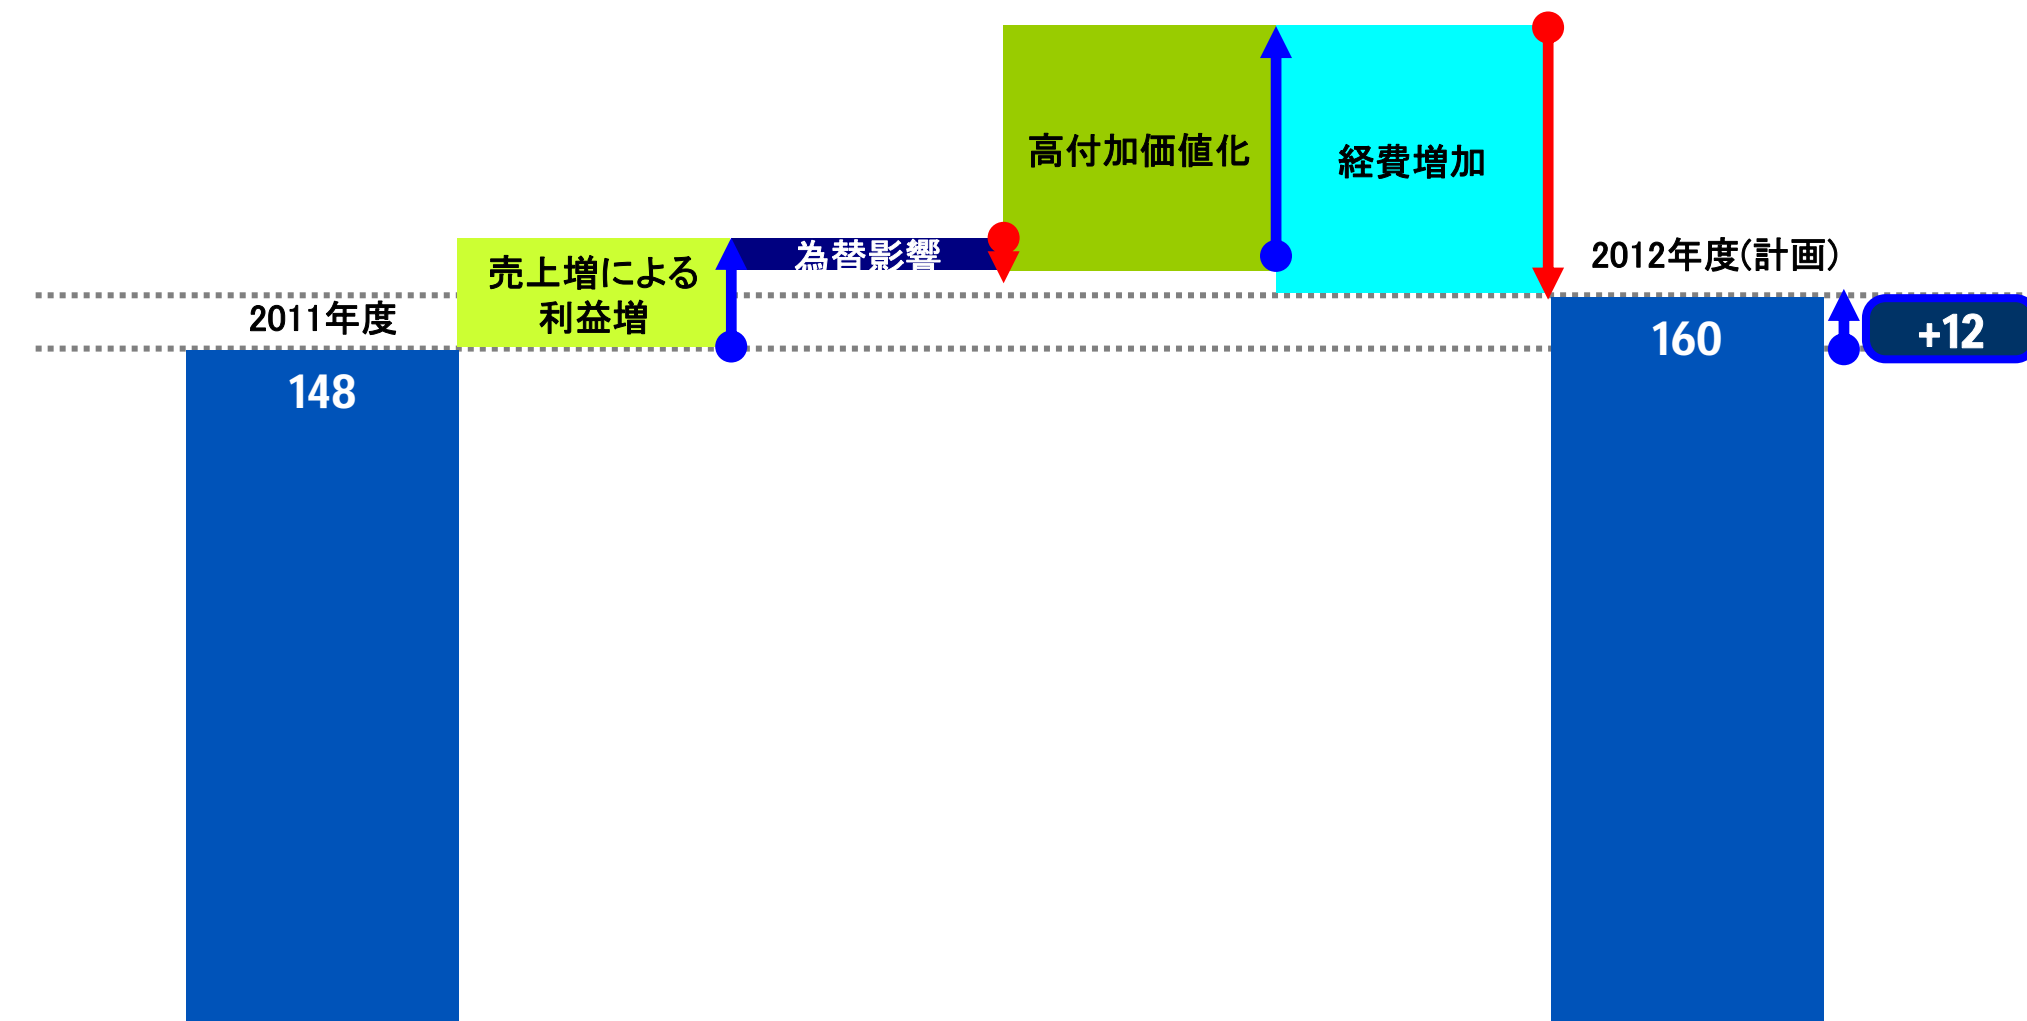 高付加価値化
経費増加
売上増による
利益増
為替影響
2012年度(計画)
2011年度
148
160
+12